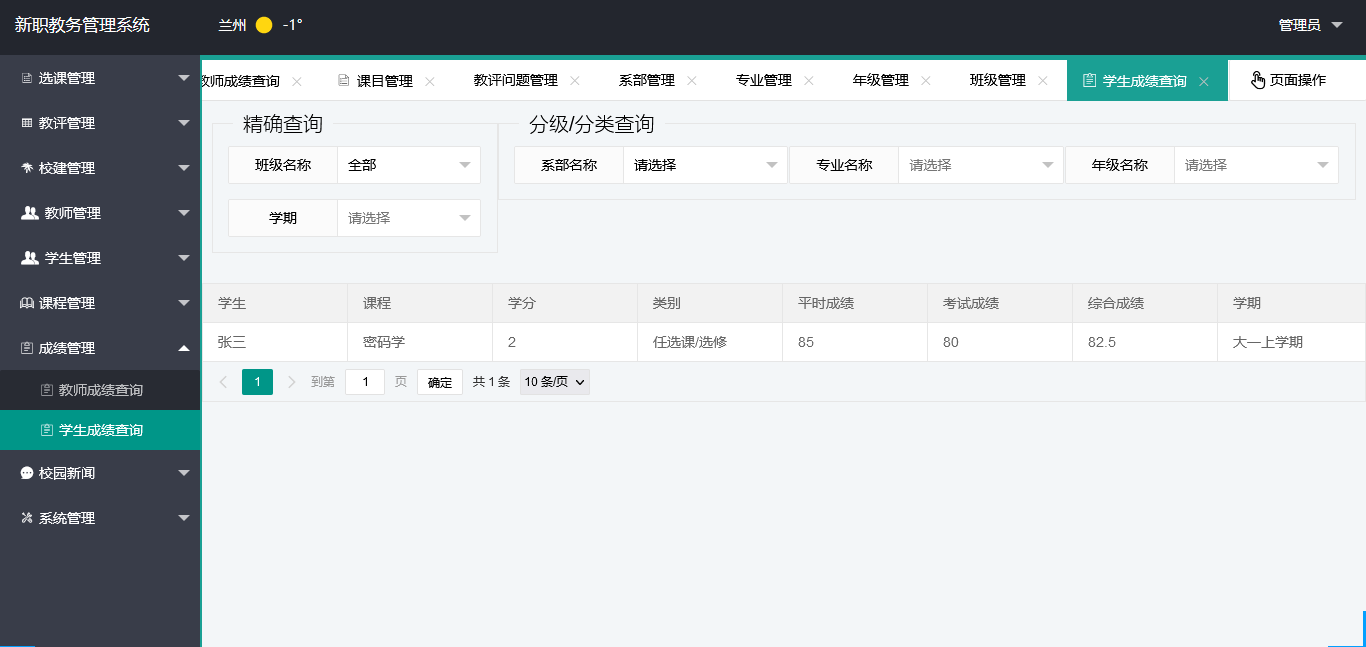 新职教务管理系统 兰州 -1° 管理员
选课管理
教评管理
校建管理
教师管理
学生管理
课程管理
成绩管理
教师成绩查询
学生成绩查询
校园新闻
系统管理
教师成绩查询 课目管理 教评问题管理 系部管理 专业管理 年级管理 班级管理 学生成绩查询 页面操作
精确查询 分级/分类查询
班级名称 全部 系部名称 请选择 专业名称 请选择 年级名称 请选择
学期 请选择
学生 课程 学分 类别 平时成绩 考试成绩 综合成绩 学期
张三 密码学 2 任选课/选修 85 80 82.5 大一上学期
1 到第 1 页 确定 共 1 条 10 条/页